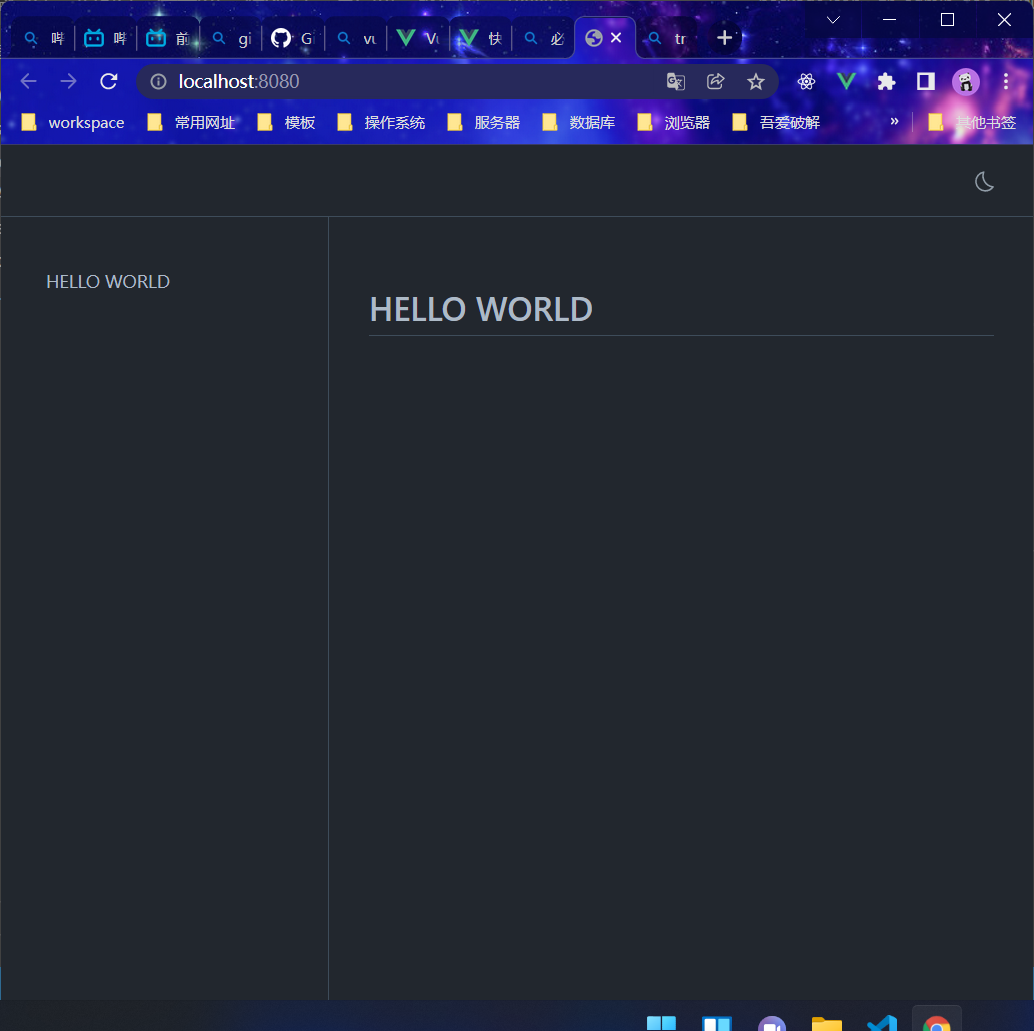 哔
哔
前
gi
G
vu
Vu
快
必
tr
localhost:8080
workspace
常用网址
模板
操作系统
服务器
数据库
浏览器
吾爱破解
»
其他书签
HELLO WORLD
HELLO WORLD